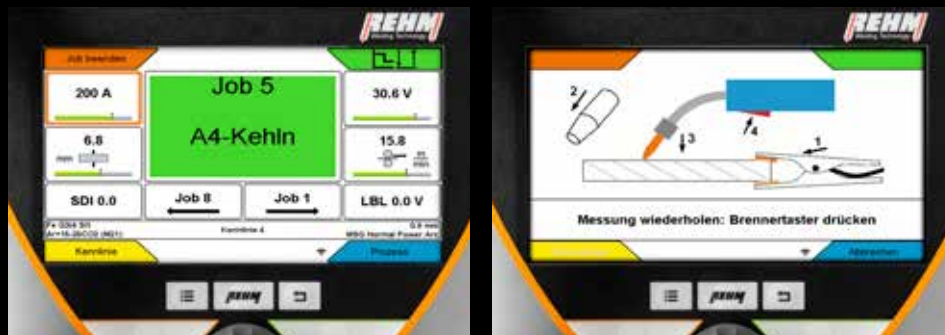 REHM
Welding Technology
Job beenden
200 A
Job 5
30.6 V
6.8
mm
A4-Kehln
15.8
m
min
SDI 0.0
Job 8
Job 1
LBL 0.0 V
Kennlinie 4
0.8 mm
MSG Normal Power Arc
Kennlinie
Prozess
REHM
REHM
Welding Technology
2
3
4
1
Messung wiederholen: Brennertaster drücken
Abbrechen
REHM